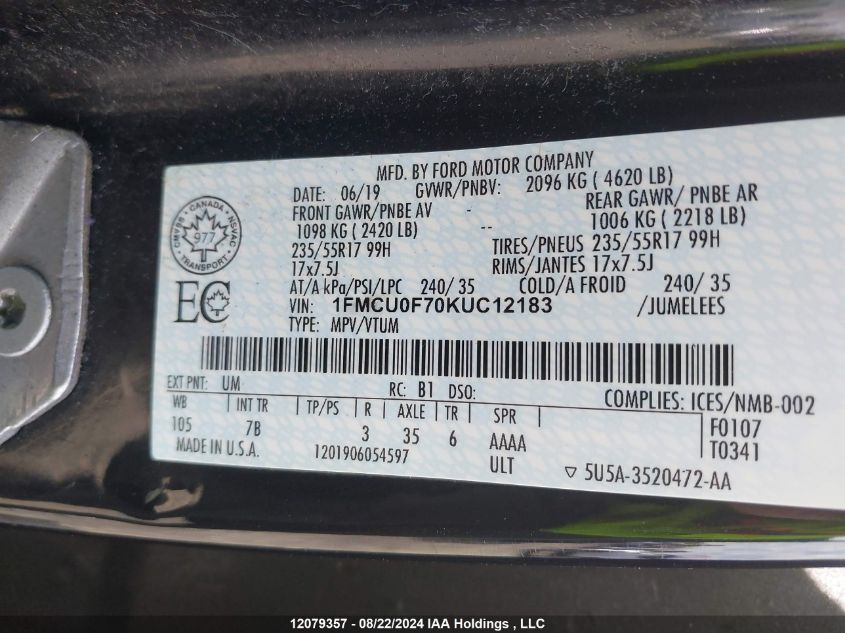 MFD. BY FORD MOTOR COMPANY
DATE: 06/19 GVWR/PNBV: 2096 KG ( 4620 LB)
FRONT GAWR/PNBE AV - REAR GAWR/ PNBE AR
1098 KG ( 2420 LB) -- 1006 KG ( 2218 LB)
235/55R17 99H TIRES/PNEUS 235/55R17 99H
17x7.5J RIMS/JANTES 17x7.5J
AT/A kPa/PSI/LPC 240/ 35 COLD/A FROID 240/ 35
VIN: 1FMCU0F70KUC12183 /JUMELEES
TYPE: MPV/VTUM
CANADA
CMVSS NSVAC
977
TRANSPORT
EC
EXT PNT: UM RC: B1 DSO: COMPLIES: ICES/NMB-002
WB INT TR TP/PS R AXLE TR SPR F0107
105 7B 3 35 6 AAAA T0341
MADE IN U.S.A. 1201906054597 ULT ▽ 5U5A-3520472-AA
12079357 - 08/22/2024 IAA Holdings , LLC